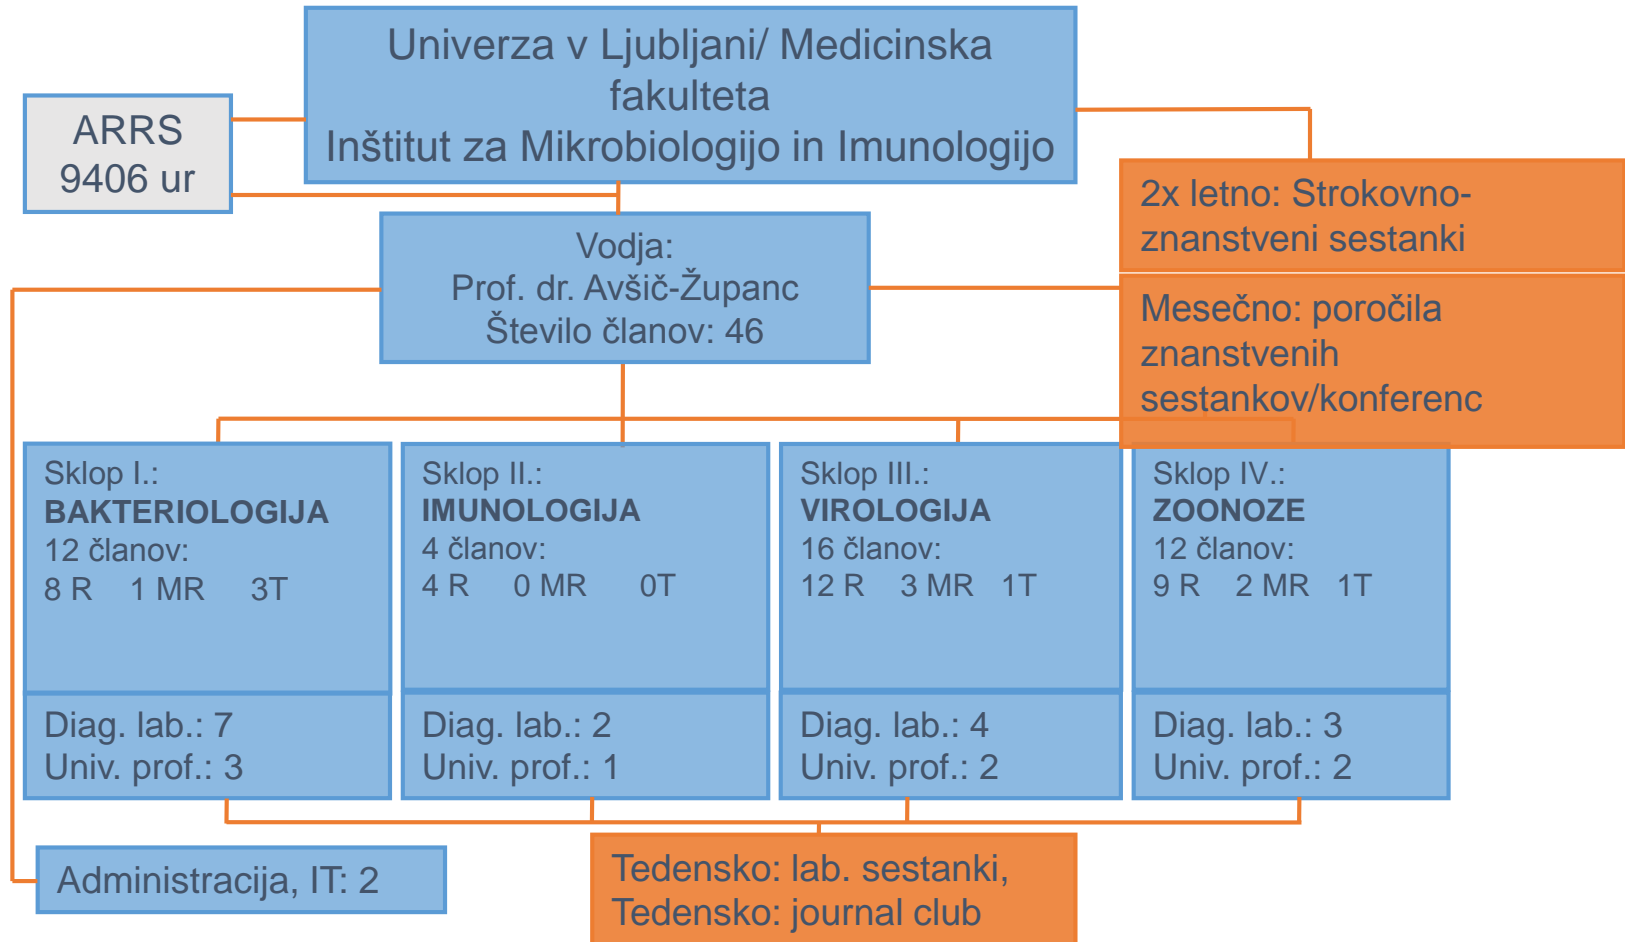 Univerza v Ljubljani/ Medicinska
fakulteta
Inštitut za Mikrobiologijo in Imunologijo
ARRS
9406 ur
2x letno: Strokovno-
znanstveni sestanki
Vodja:
Prof. dr. Avšič-Županc
Število članov: 46
Mesečno: poročila
znanstvenih
sestankov/konferenc
Sklop I.:
BAKTERIOLOGIJA
12 članov:
8 R 1 MR 3T
Diag. lab.: 7
Univ. prof.: 3
Sklop II.:
IMUNOLOGIJA
4 članov:
4 R 0 MR 0T
Diag. lab.: 2
Univ. prof.: 1
Sklop III.:
VIROLOGIJA
16 članov:
12 R 3 MR 1T
Diag. lab.: 4
Univ. prof.: 2
Sklop IV.:
ZOONOZE
12 članov:
9 R 2 MR 1T
Diag. lab.: 3
Univ. prof.: 2
Administracija, IT: 2
Tedensko: lab. sestanki,
Tedensko: journal club